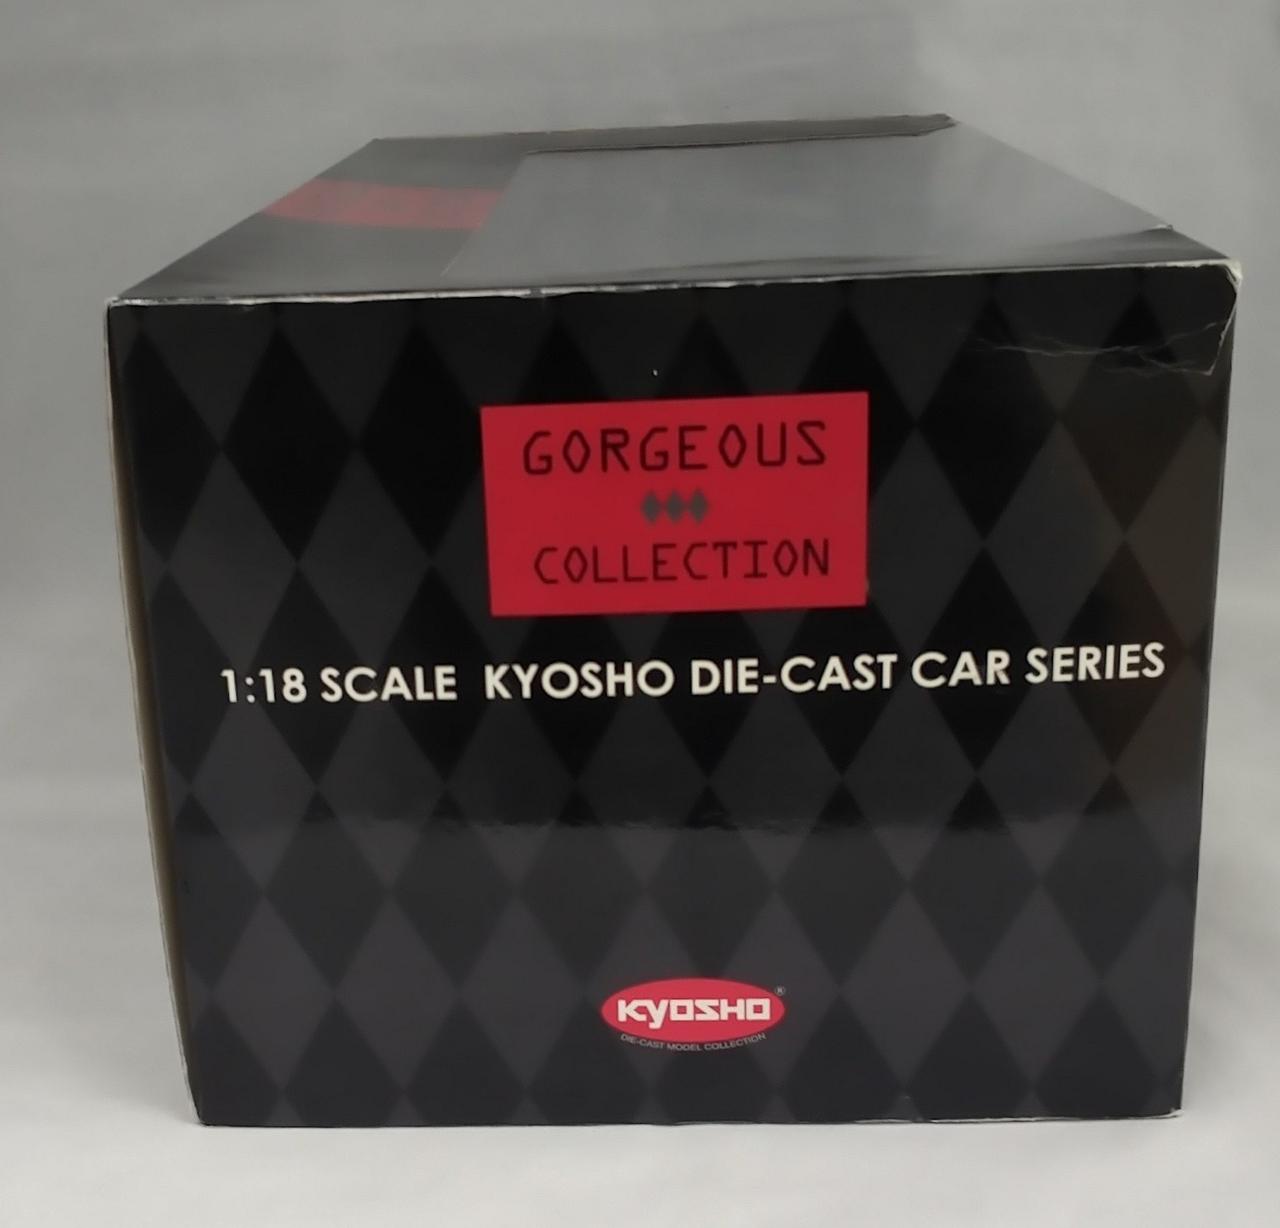 GORGEOUS
COLLECTION
1:18 SCALE KYOSHO DIE-CAST CAR SERIES
KYOSHO®
DIE-CAST MODEL COLLECTION